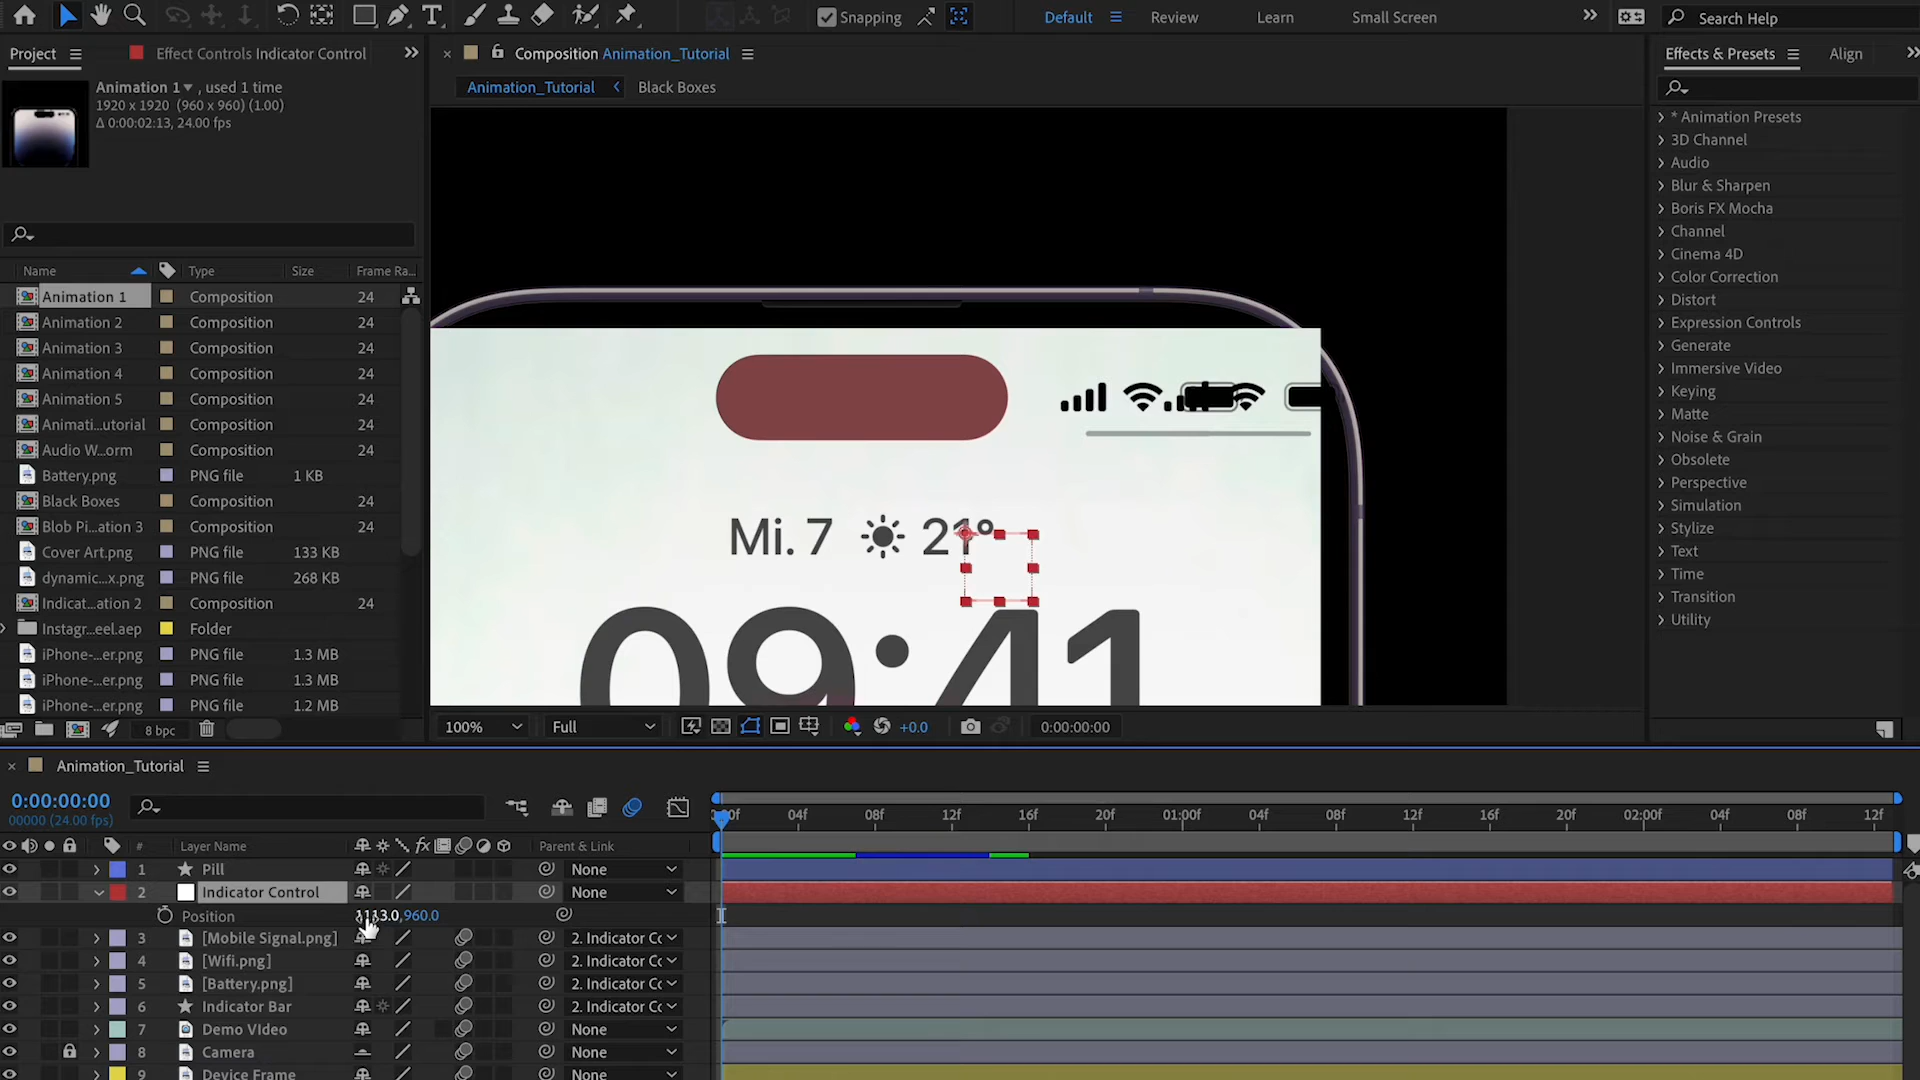 Snapping
Default
Review
Learn
Small Screen
Search Help
Project
Effect Controls Indicator Control
Composition Animation_Tutorial
Effects & Presets
Align
Animation 1 , used 1 time
1920 x 1920 (960 x 960) (1.00)
Δ 0:00:02:13, 24.00 fps
Animation_Tutorial
Black Boxes
Name
Type
Size
Frame Ra...
Animation 1 Composition 24
Animation 2 Composition 24
Animation 3 Composition 24
Animation 4 Composition 24
Animation 5 Composition 24
Animati...utorial Composition 24
Audio W...orm Composition 24
Battery.png PNG file 1 KB
Black Boxes Composition 24
Blob Pi...ation 3 Composition 24
Cover Art.png PNG file 133 KB
dynamic...x.png PNG file 268 KB
Indicat...ation 2 Composition 24
Instagr...eel.aep Folder
iPhone-...er.png PNG file 1.3 MB
iPhone-...er.png PNG file 1.3 MB
iPhone-...er.png PNG file 1.2 MB
8 bpc
Mi. 7 21°
09:41
100%
Full
+0.0
0:00:00:00
* Animation Presets
3D Channel
Audio
Blur & Sharpen
Boris FX Mocha
Channel
Cinema 4D
Color Correction
Distort
Expression Controls
Generate
Immersive Video
Keying
Matte
Noise & Grain
Obsolete
Perspective
Simulation
Stylize
Text
Time
Transition
Utility
Animation_Tutorial
0:00:00:00
00000 (24.00 fps)
04f 08f 12f 16f 20f 01:00f 04f 08f 12f 16f 20f 02:00f 04f 08f 12f
# Layer Name fx Parent & Link
1 Pill None
2 Indicator Control None
Position 1113.0,960.0
3 [Mobile Signal.png] 2. Indicator Cc
4 [Wifi.png] 2. Indicator Cc
5 [Battery.png] 2. Indicator Cc
6 Indicator Bar 2. Indicator Cc
7 Demo VIdeo None
8 Camera None
9 Device Frame None